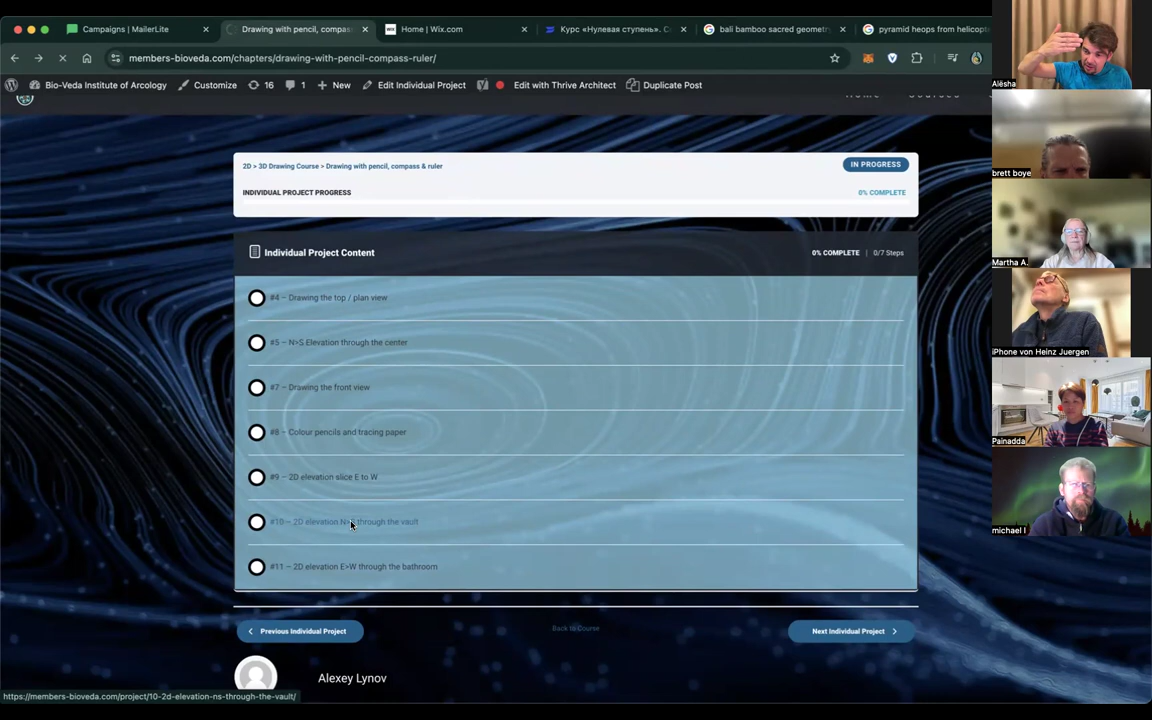 Campaigns | MailerLite
Drawing with pencil, compas
Home | Wix.com
Курс «Нулевая ступень». С
bali bamboo sacred geometr
pyramid heops from helicopt
members-bioveda.com/chapters/drawing-with-pencil-compass-ruler/
Bio-Veda Institute of Arcology
Customize
16
1
New
Edit Individual Project
Edit with Thrive Architect
Duplicate Post
2D > 3D Drawing Course > Drawing with pencil, compass & ruler
IN PROGRESS
INDIVIDUAL PROJECT PROGRESS
0% COMPLETE
Individual Project Content
0% COMPLETE | 0/7 Steps
#4 – Drawing the top / plan view
#5 – N>S Elevation through the center
#7 – Drawing the front view
#8 – Colour pencils and tracing paper
#9 – 2D elevation slice E to W
#10 – 2D elevation N>S through the vault
#11 – 2D elevation E>W through the bathroom
Previous Individual Project
Back to Course
Next Individual Project
Alexey Lynov
https://members-bioveda.com/project/10-2d-elevation-ns-through-the-vault/
Alësha
brett boye
Martha A.
iPhone von Heinz Juergen
Painadda
michael l